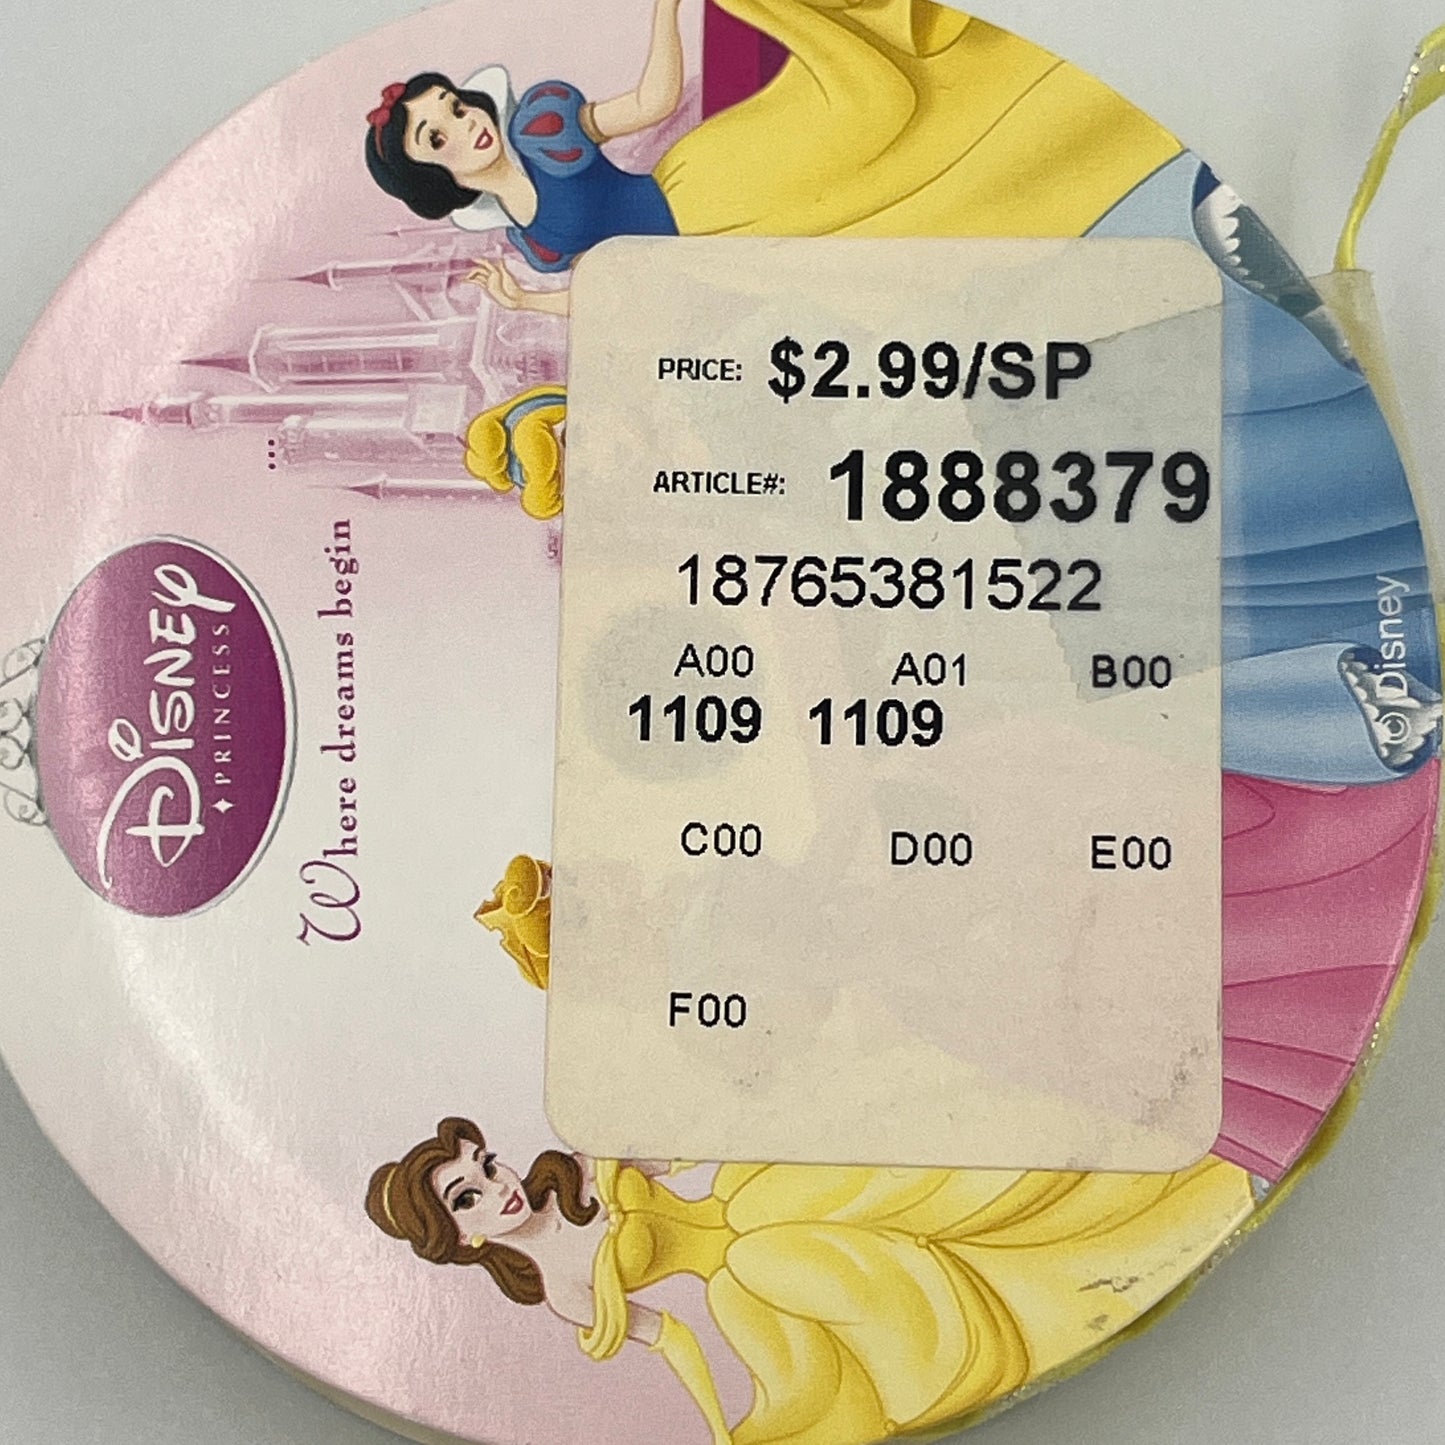 PRICE: $2.99/SP
ARTICLE#: 1888379
18765381522
A00 A01 B00
1109 1109
C00 D00 E00
F00
DISNEY
PRINCESS
Where dreams begin
...
© Disney